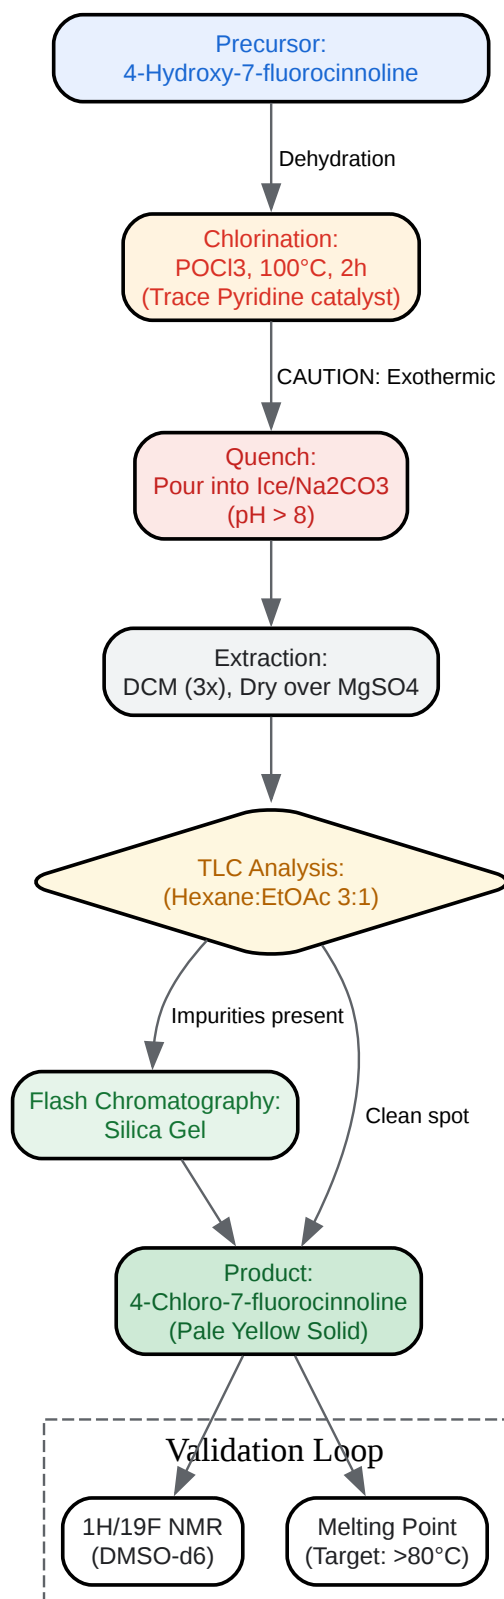 Precursor:
4-Hydroxy-7-fluorocinnoline
Dehydration
Chlorination:
POCl3, 100°C, 2h
(Trace Pyridine catalyst)
CAUTION: Exothermic
Quench:
Pour into Ice/Na2CO3
(pH > 8)
Extraction:
DCM (3x), Dry over MgSO4
TLC Analysis:
(Hexane:EtOAc 3:1)
Impurities present
Flash Chromatography:
Silica Gel
Clean spot
Product:
4-Chloro-7-fluorocinnoline
(Pale Yellow Solid)
Validation Loop
1H/19F NMR
(DMSO-d6)
Melting Point
(Target: >80°C)